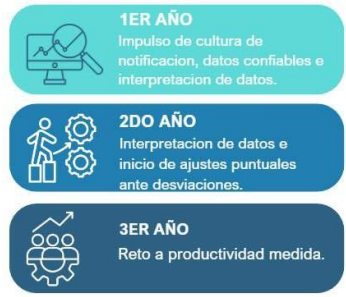 1ER AÑO
Impulso de cultura de
notificacion, datos confiables e
interpretacion de datos.
2DO AÑO
Interpretacion de datos e
inicio de ajustes puntuales
ante desviaciones.
3ER AÑO
Reto a productividad medida.